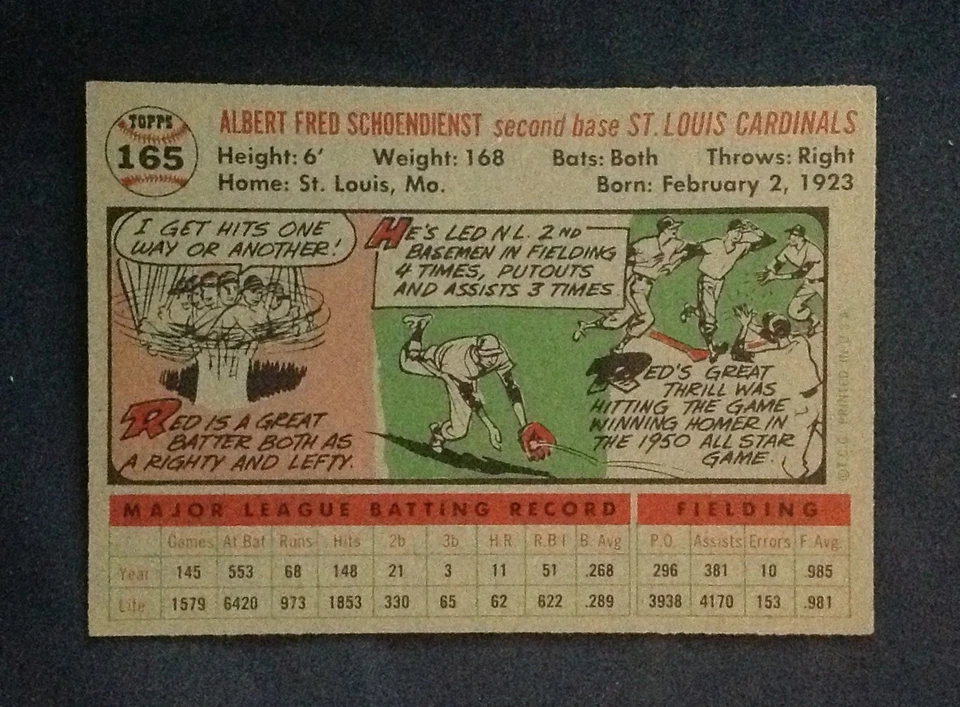 TOPPS
165
ALBERT FRED SCHOENDIENST second base ST. LOUIS CARDINALS
Height: 6' Weight: 168 Bats: Both Throws: Right
Home: St. Louis, Mo. Born: February 2, 1923
I GET HITS ONE
WAY OR ANOTHER!
RED IS A GREAT
BATTER BOTH AS
A RIGHTY AND LEFTY.
HE'S LED N.L. 2ND
BASEMEN IN FIELDING
4 TIMES, PUTOUTS
AND ASSISTS 3 TIMES
RED'S GREAT
THRILL WAS
HITTING THE GAME
WINNING HOMER IN
THE 1950 ALL STAR
GAME.
© T.C.G. PRINTED IN U.S.A.
MAJOR LEAGUE BATTING RECORD FIELDING
Games At Bat Runs Hits 2b 3b H.R. R.B.I. B. Avg. P.O. Assists Errors F. Avg.
Year 145 553 68 148 21 3 11 51 .268 296 381 10 .985
Life 1579 6420 973 1853 330 65 62 622 .289 3938 4170 153 .981